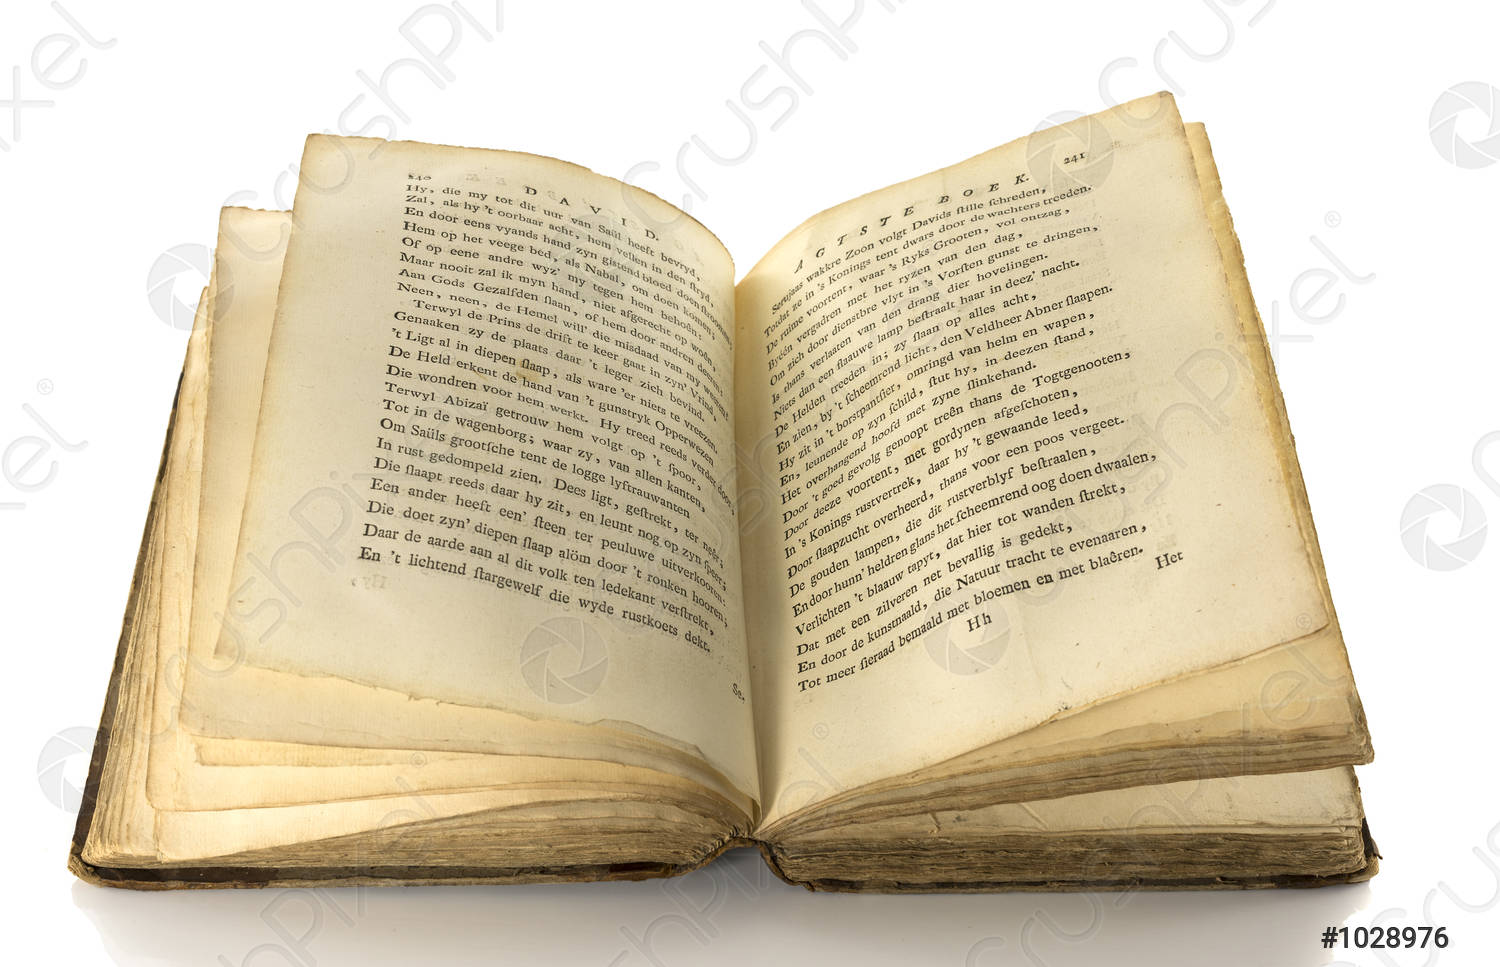 240 D A V I D.
Hy, die my tot dit uur van Saül heeft bevryd,
Zal, als hy 't oorbaar acht, hem vellen in den ſtryd,
En door eens vyands hand zyn gistend bloed doen ſtroomen;
Hem op het veege bed, als Nabal, om doen komen;
Of op eene andre wyz' my tegen hem behoên:
Maar nooit zal ik myn hand, niet afgerecht op woên,
Aan Gods Gezalfden ſlaan, of hem door andren deeren.
Neen, neen, de Hemel will' die misdaad van my weeren!
Terwyl de Prins de drift te keer gaat in zyn' Vrind,
Genaaken zy de plaats daar 't leger zich bevind.
't Ligt al in diepen ſlaap, als ware 'er niets te vreezen.
De Held erkent de hand van 't gunstryk Opperwezen
Die wondren voor hem werkt. Hy treed reeds verder door,
Terwyl Abizaï getrouw hem volgt op 't ſpoor,
Tot in de wagenborg; waar zy, van allen kanten,
Om Saüls grootſche tent de logge lyftrauwanten
In rust gedompeld zien. Dees ligt, geſtrekt, ter neêr,
Die ſlaapt reeds daar hy zit, en leunt nog op zyn ſpeer;
Een ander heeft een' ſteen ter peuluwe uitverkooren:
Die doet zyn' diepen ſlaap alöm door 't ronken hooren;
Daar de aarde aan al dit volk ten ledekant verſtrekt,
En 't lichtend ſtargewelf die wyde rustkoets dekt.
Se.
A G T S T E B O E K. 241
Serujaas wakkre Zoon volgt Davids ſtille ſchreden,
Totdat ze in 's Konings tent dwars door de wachters treeden.
De ruime voortent, waar 's Ryks Grooten, vol ontzag,
Byéén vergadren met het ryzen van den dag,
Om zich door dienstbre vlyt in 's Vorſten gunst te dringen,
Is thans verlaaten van den drang dier hovelingen.
Niets dan een ſlaauwe lamp beſtraalt haar in deez' nacht.
De Helden treeden in; zy ſlaan op alles acht,
En zien, by 't ſcheemrend licht, den Veldheer Abner ſlaapen.
Hy zit in 't borstpantſier, omringd van helm en wapen,
En, leunende op zyn ſchild, ſtut hy, in deezen ſtand,
Het overhangend hoofd met zyne ſlinkehand.
Door 't goed gevolg genoopt treên thans de Togtgenooten,
Door deeze voortent, met gordynen afgeſchoten,
In 's Konings rustvertrek, daar hy 't gewaande leed,
Door ſlaapzucht overheerd, thans voor een poos vergeet.
De gouden lampen, die dit rustverblyf beſtraalen,
En door hunn' heldren glans het ſcheemrend oog doen dwaalen,
Verlichten 't blaauw tapyt, dat hier tot wanden ſtrekt,
Dat met een zilveren net bevallig is gedekt,
En door de kunstnaald, die Natuur tracht te evenaaren,
Tot meer ſieraad bemaald met bloemen en met blaêren.
Hh Het
CrushPixel
#1028976